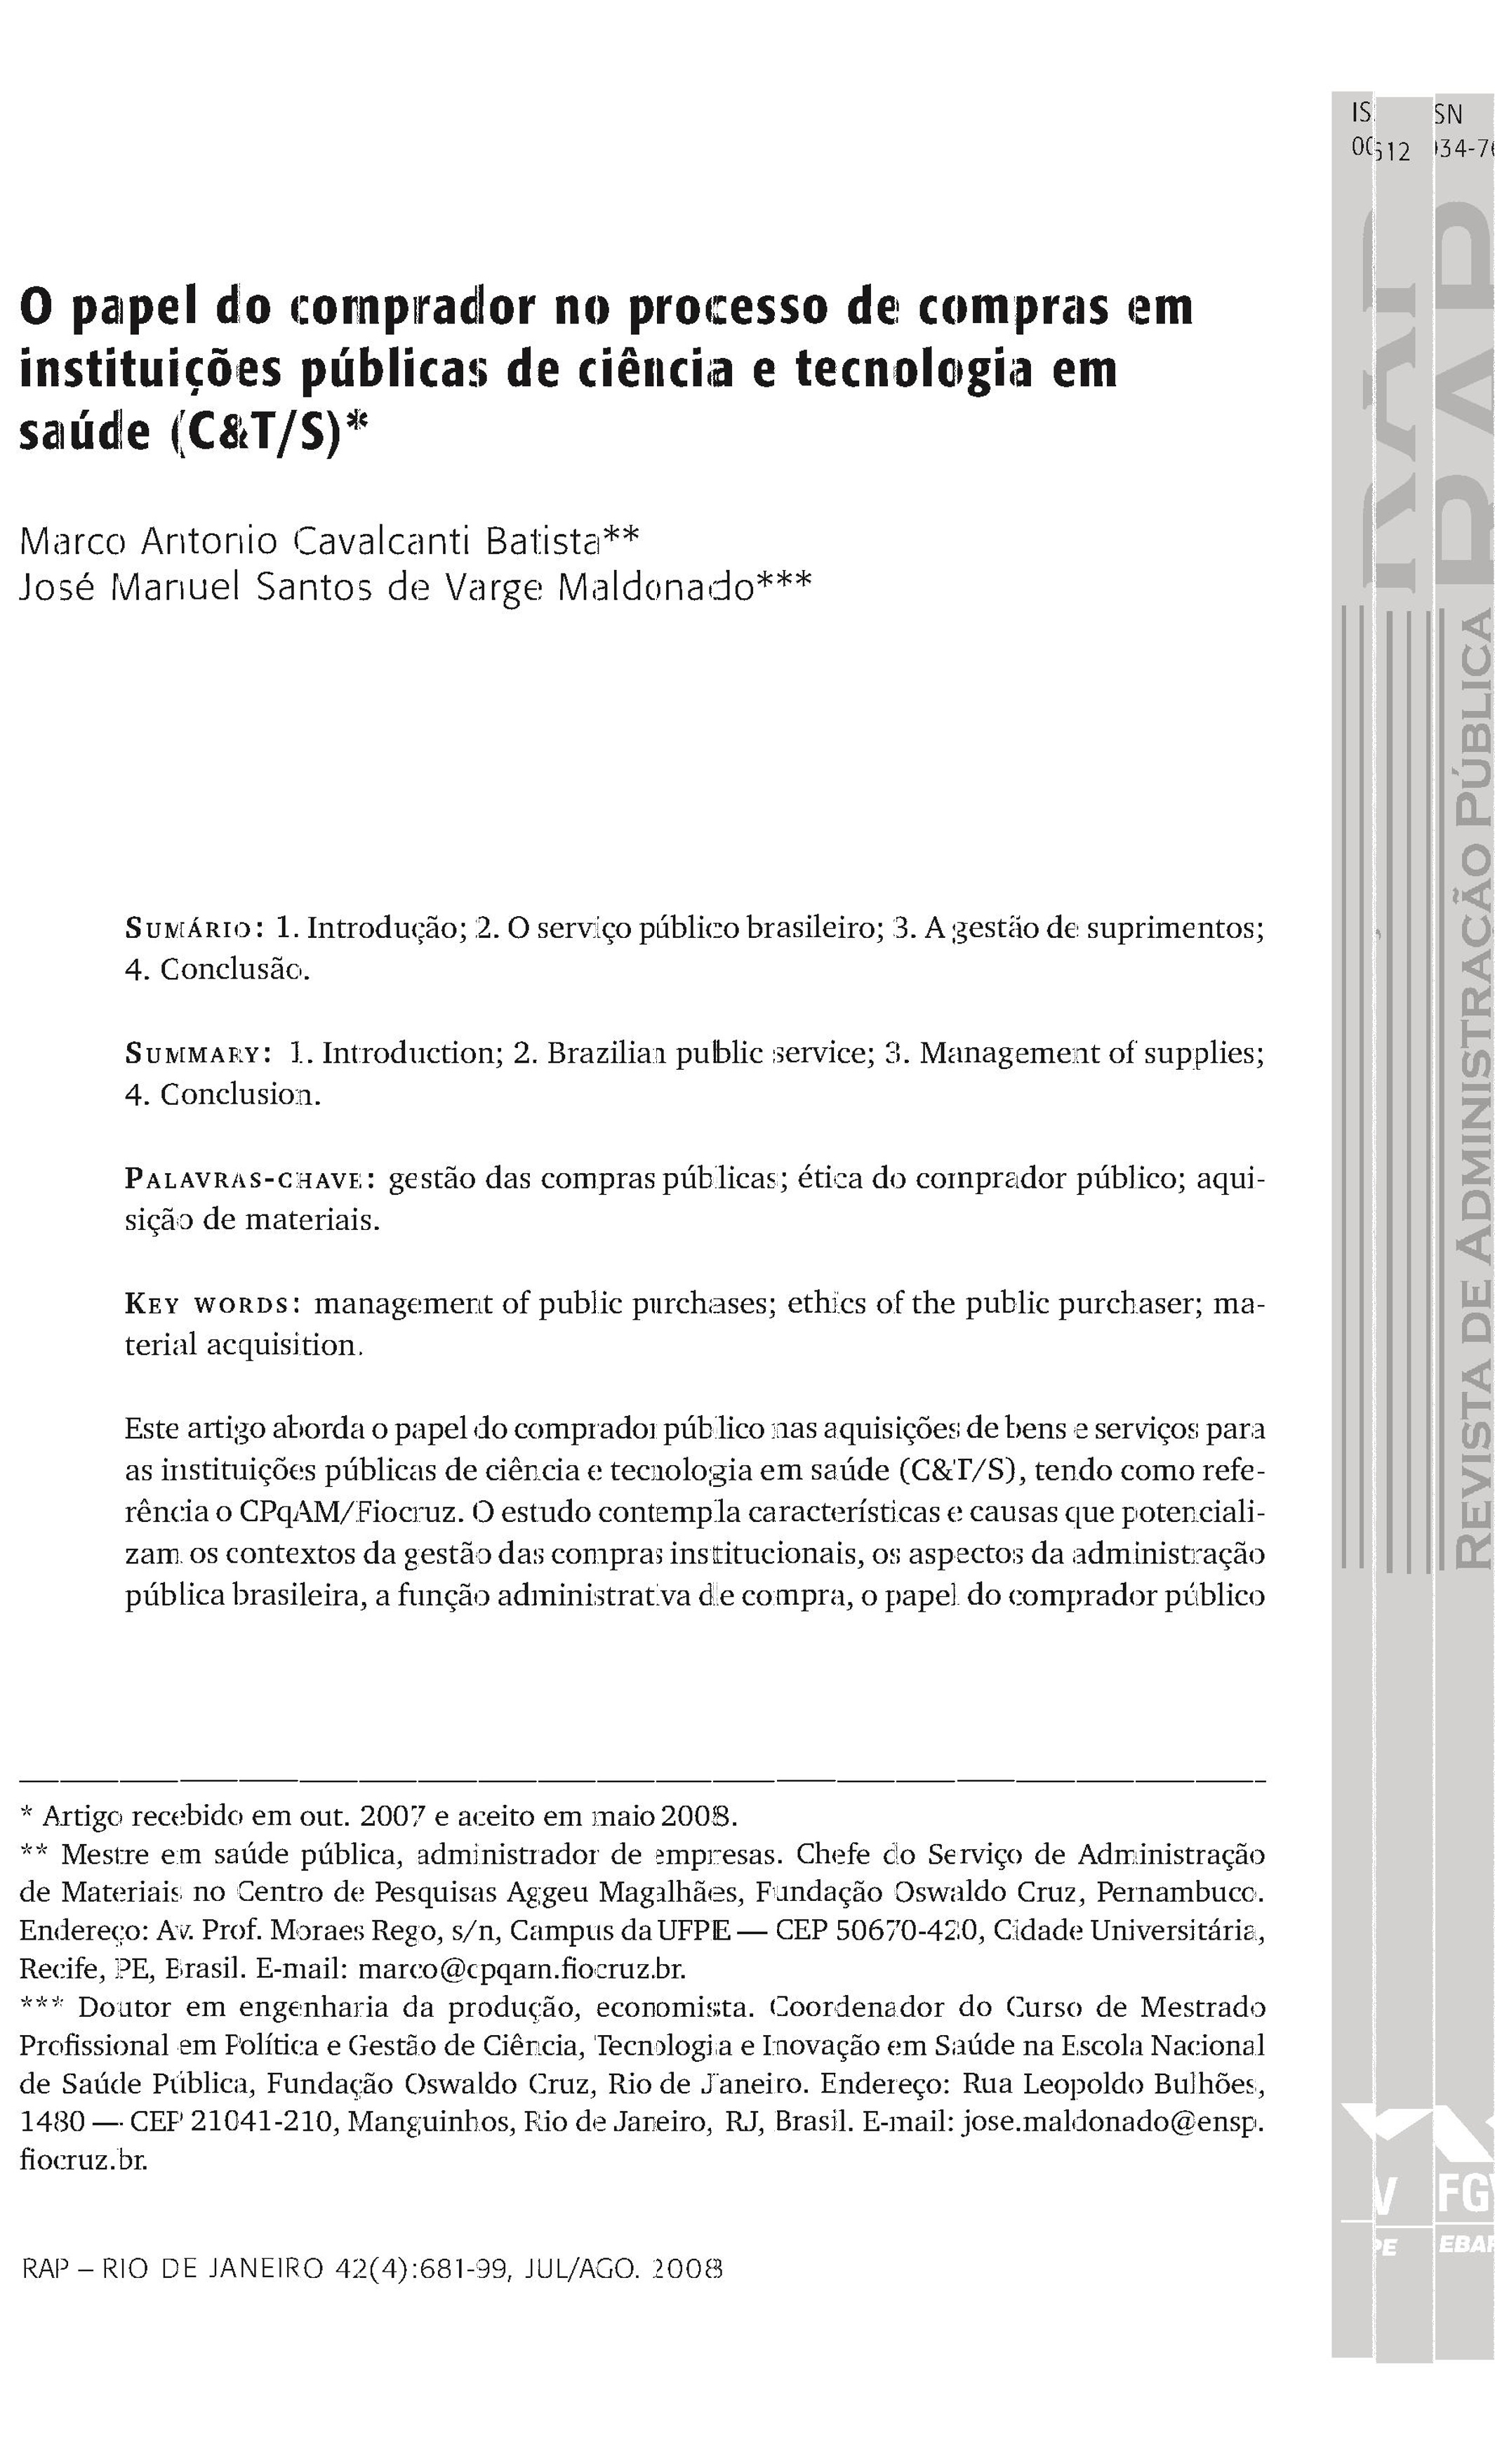 O papel do comprador no processo de compras em
instituições públicas de ciência e tecnologia em
saúde (C&T/S)*
Marco Antonio Cavalcanti Batista**
José Manuel Santos de Varge Maldonado***
SUMÁRIO: 1. Introdução; 2. O serviço público brasileiro; 3. A gestão de suprimentos;
4. Conclusão.
SUMMARY: 1. Introduction; 2. Brazilian public service; 3. Management of supplies;
4. Conclusion.
PALAVRAS-CHAVE: gestão das compras públicas; ética do comprador público; aqui-
sição de materiais.
KEY WORDS: management of public purchases; ethics of the public purchaser; ma-
terial acquisition.
Este artigo aborda o papel do comprador público nas aquisições de bens e serviços para
as instituições públicas de ciência e tecnologia em saúde (C&T/S), tendo como refe-
rência o CPqAM/Fiocruz. O estudo contempla características e causas que potenciali-
zam os contextos da gestão das compras institucionais, os aspectos da administração
pública brasileira, a função administrativa de compra, o papel do comprador público
* Artigo recebido em out. 2007 e aceito em maio 2008.
** Mestre em saúde pública, administrador de empresas. Chefe do Serviço de Administração
de Materiais no Centro de Pesquisas Aggeu Magalhães, Fundação Oswaldo Cruz, Pernambuco.
Endereço: Av. Prof. Moraes Rego, s/n, Campus da UFPE — CEP 50670-420, Cidade Universitária,
Recife, PE, Brasil. E-mail: marco@cpqam.fiocruz.br.
*** Doutor em engenharia da produção, economista. Coordenador do Curso de Mestrado
Profissional em Política e Gestão de Ciência, Tecnologia e Inovação em Saúde na Escola Nacional
de Saúde Pública, Fundação Oswaldo Cruz, Rio de Janeiro. Endereço: Rua Leopoldo Bulhões,
1480 — CEP 21041-210, Manguinhos, Rio de Janeiro, RJ, Brasil. E-mail: jose.maldonado@ensp.
fiocruz.br.
RAP – RIO DE JANEIRO 42(4):681-99, JUL/AGO. 2008
RAP
REVISTA DE ADMINISTRAÇÃO PÚBLICA